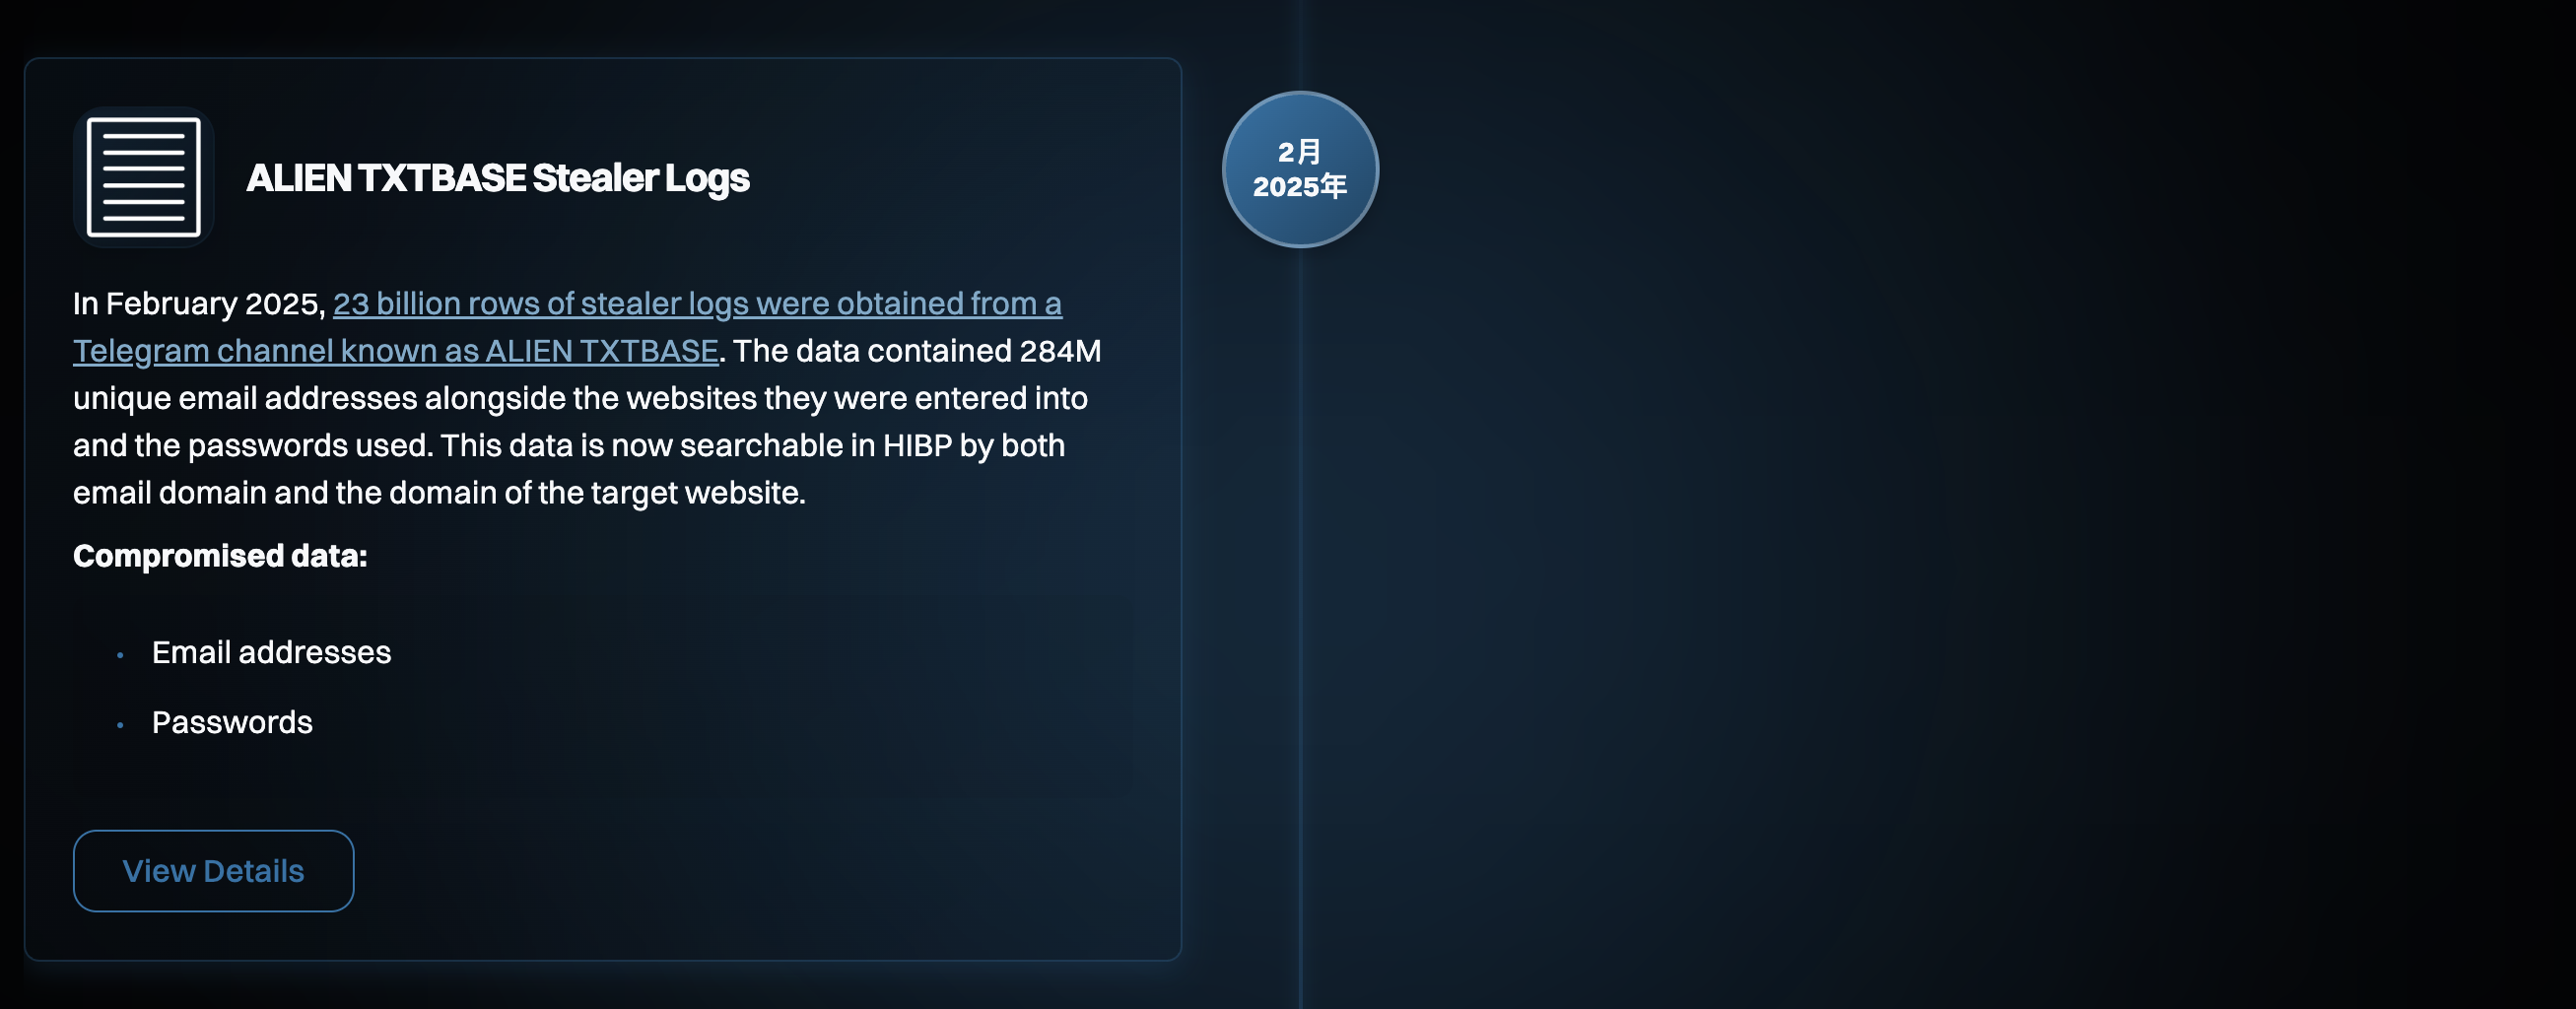 ALIEN TXTBASE Stealer Logs
2月
2025年
In February 2025, 23 billion rows of stealer logs were obtained from a
Telegram channel known as ALIEN TXTBASE. The data contained 284M
unique email addresses alongside the websites they were entered into
and the passwords used. This data is now searchable in HIBP by both
email domain and the domain of the target website.
Compromised data:
• Email addresses
• Passwords
View Details